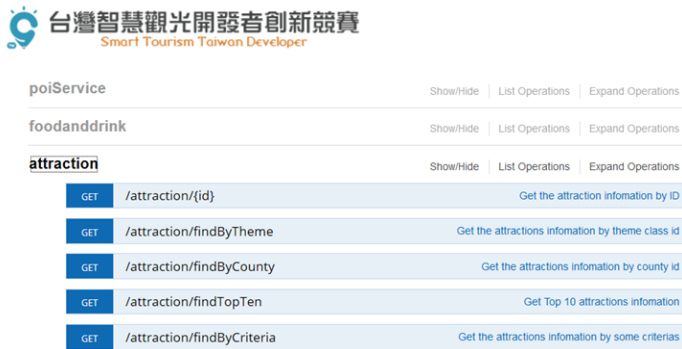 台灣智慧觀光開發者創新競賽
Smart Tourism Taiwan Developer
poiService Show/Hide List Operations Expand Operations
foodanddrink Show/Hide List Operations Expand Operations
attraction Show/Hide List Operations Expand Operations
GET /attraction/{id} Get the attraction infomation by ID
GET /attraction/findByTheme Get the attractions infomation by theme class id
GET /attraction/findByCounty Get the attractions infomation by county id
GET /attraction/findTopTen Get Top 10 attractions infomation
GET /attraction/findByCriteria Get the attractions infomation by some criterias